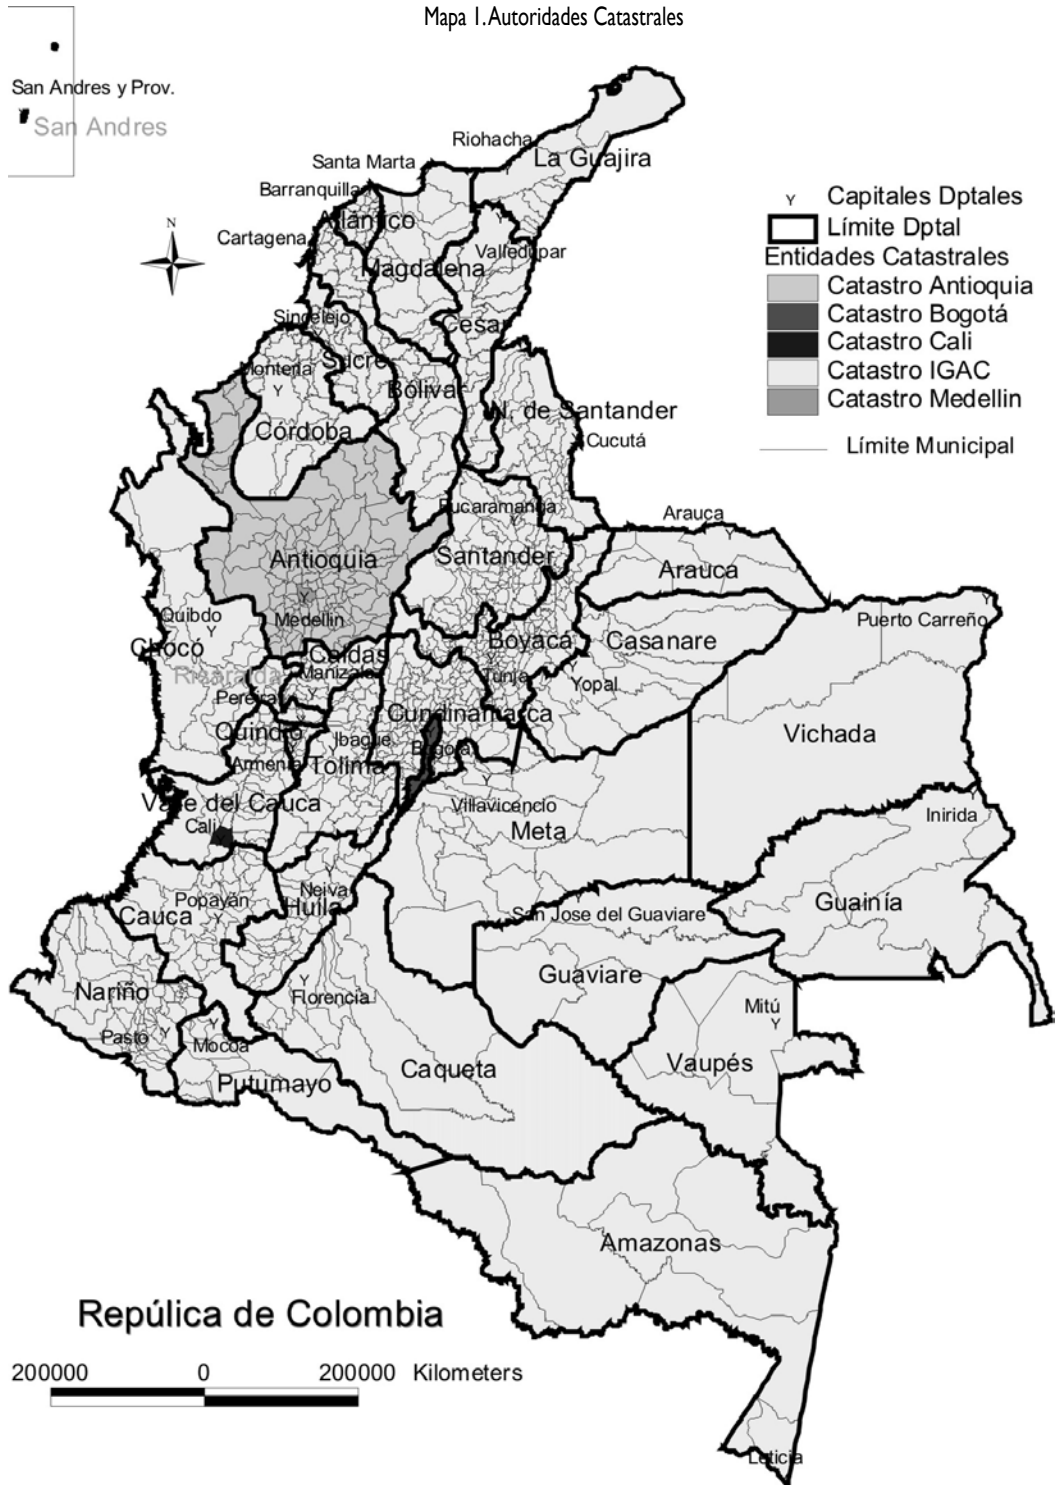 Mapa 1. Autoridades Catastrales
San Andres y Prov.
San Andres
Riohacha
La Guajira
Santa Marta
Barranquilla
Atlántico
Cartagena
Magdalena
Valledupar
N
Y Capitales Dptales
Límite Dptal
Entidades Catastrales
Catastro Antioquia
Catastro Bogotá
Catastro Cali
Catastro IGAC
Catastro Medellin
Límite Municipal
Sincelejo
Cesar
Sucre
Monteria
Bólivar
Córdoba
N. de Santander
Cucutá
Bucaramanga
Arauca
Antioquia
Santander
Arauca
Medellin
Quibdo
Chocó
Boyacá
Casanare
Puerto Carreño
Caldas
Risaralda
Manizales
Tunja
Yopal
Pereira
Cundinamarca
Quindio
Ibague
Bogota
Vichada
Armenia
Tolima
Valle del Cauca
Villavicencio
Cali
Meta
Inirida
Neiva
Popayán
Huila
Cauca
San Jose del Guaviare
Guainía
Guaviare
Nariño
Florencia
Mitú
Pasto
Mocoa
Vaupés
Caqueta
Putumayo
Amazonas
Repúlica de Colombia
200000 0 200000 Kilometers
Leticia